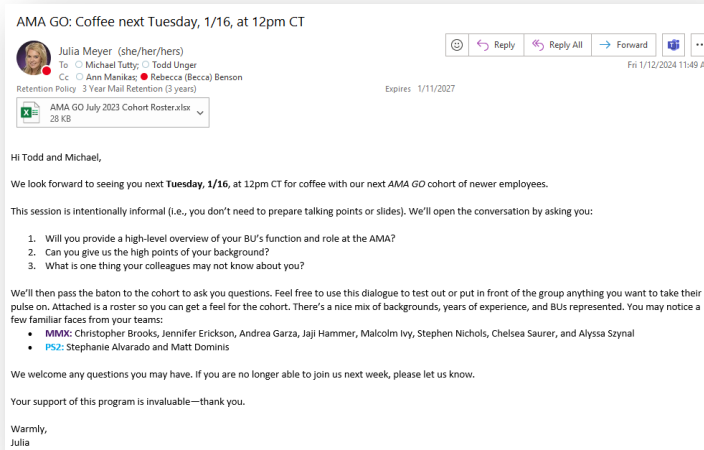 AMA GO: Coffee next Tuesday, 1/16, at 12pm CT
Julia Meyer (she/her/hers)
To Michael Tutty; Todd Unger
Cc Ann Manikas; Rebecca (Becca) Benson
Reply
Reply All
Forward
Fri 1/12/2024 11:49 A
Retention Policy 3 Year Mail Retention (3 years)
Expires 1/11/2027
AMA GO July 2023 Cohort Roster.xlsx
28 KB
Hi Todd and Michael,
We look forward to seeing you next Tuesday, 1/16, at 12pm CT for coffee with our next AMA GO cohort of newer employees.
This session is intentionally informal (i.e., you don't need to prepare talking points or slides). We'll open the conversation by asking you:
1. Will you provide a high-level overview of your BU's function and role at the AMA?
2. Can you give us the high points of your background?
3. What is one thing your colleagues may not know about you?
We'll then pass the baton to the cohort to ask you questions. Feel free to use this dialogue to test out or put in front of the group anything you want to take their
pulse on. Attached is a roster so you can get a feel for the cohort. There's a nice mix of backgrounds, years of experience, and BUs represented. You may notice a
few familiar faces from your teams:
• MMX: Christopher Brooks, Jennifer Erickson, Andrea Garza, Jaji Hammer, Malcolm Ivy, Stephen Nichols, Chelsea Saurer, and Alyssa Szynal
• PS2: Stephanie Alvarado and Matt Dominis
We welcome any questions you may have. If you are no longer able to join us next week, please let us know.
Your support of this program is invaluable—thank you.
Warmly,
Julia